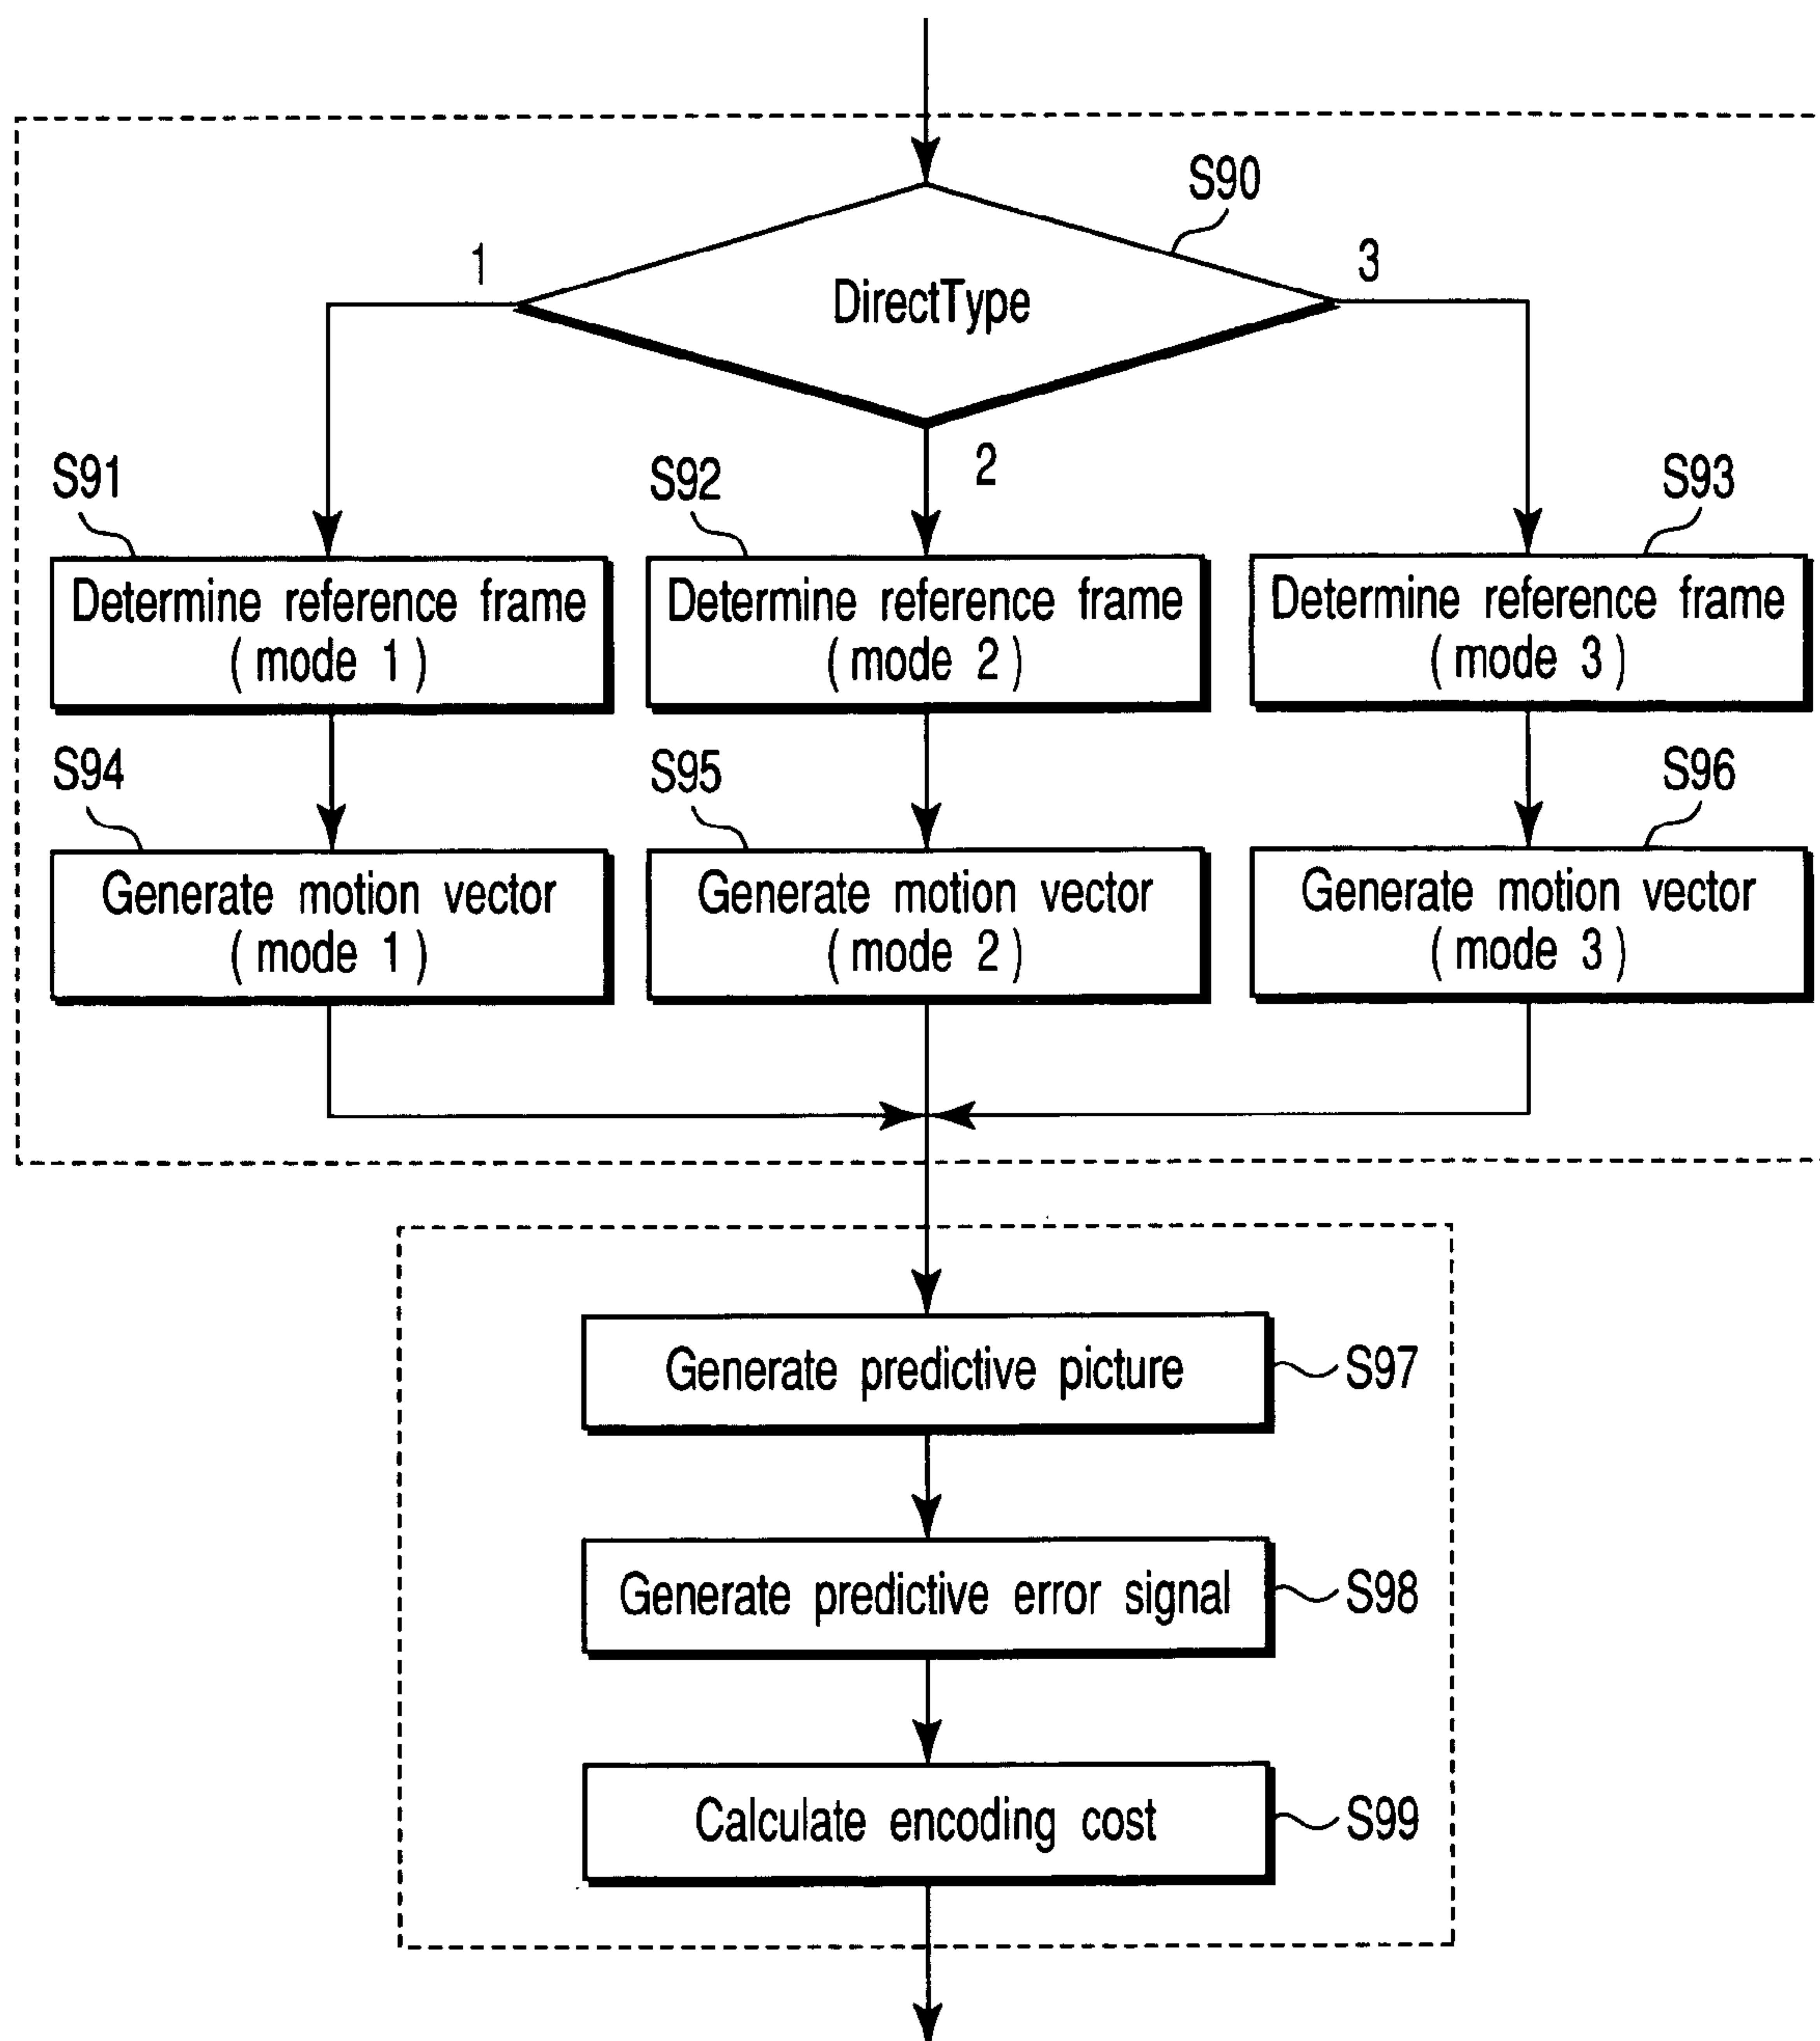 S90
1
3
DirectType
2
S91
S92
S93
Determine reference frame
(mode 1)
Determine reference frame
(mode 2)
Determine reference frame
(mode 3)
S94
S95
S96
Generate motion vector
(mode 1)
Generate motion vector
(mode 2)
Generate motion vector
(mode 3)
Generate predictive picture
S97
Generate predictive error signal
S98
Calculate encoding cost
S99